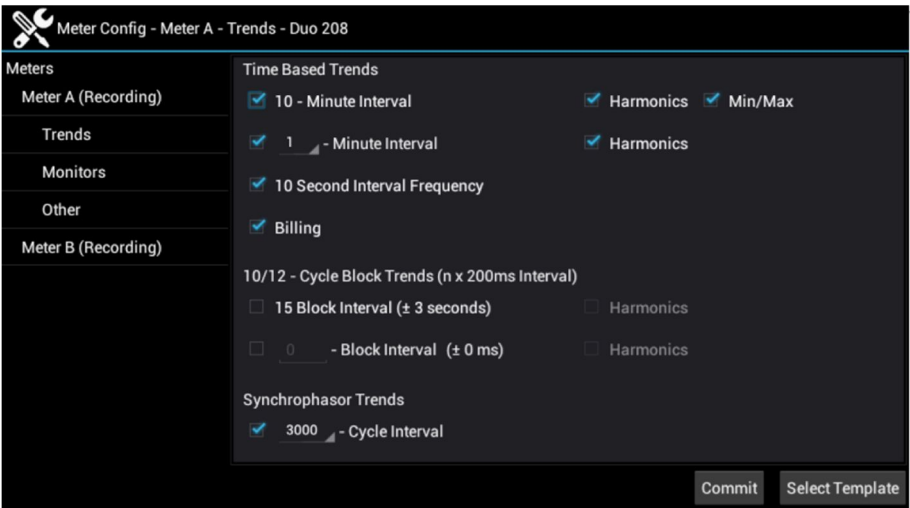 Meter Config - Meter A - Trends - Duo 208
Meters
Meter A (Recording)
Trends
Monitors
Other
Meter B (Recording)
Time Based Trends
10 - Minute Interval Harmonics Min/Max
1 - Minute Interval Harmonics
10 Second Interval Frequency
Billing
10/12 - Cycle Block Trends (n x 200ms Interval)
15 Block Interval (± 3 seconds) Harmonics
0 - Block Interval (± 0 ms) Harmonics
Synchrophasor Trends
3000 - Cycle Interval
Commit Select Template